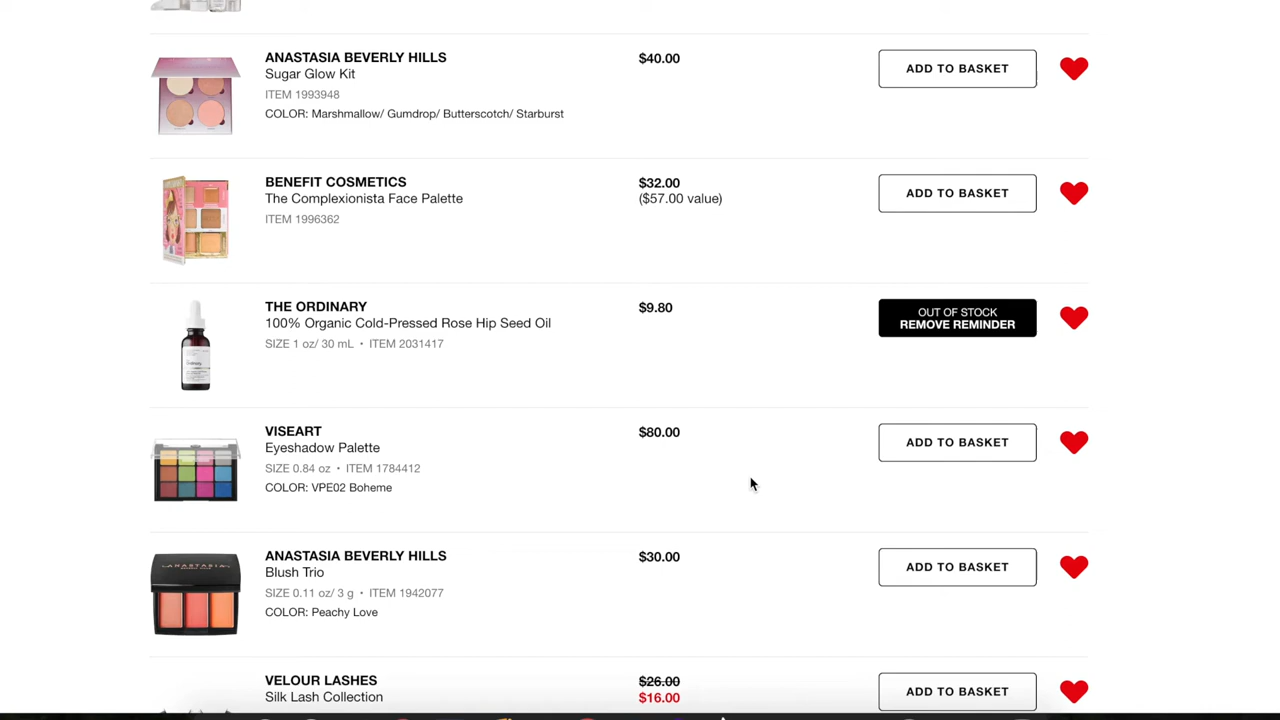 ANASTASIA BEVERLY HILLS
Sugar Glow Kit
ITEM 1993948
COLOR: Marshmallow/ Gumdrop/ Butterscotch/ Starburst
$40.00
ADD TO BASKET
BENEFIT COSMETICS
The Complexionista Face Palette
ITEM 1996362
$32.00
($57.00 value)
ADD TO BASKET
THE ORDINARY
100% Organic Cold-Pressed Rose Hip Seed Oil
SIZE 1 oz/ 30 mL • ITEM 2031417
$9.80
OUT OF STOCK
REMOVE REMINDER
VISEART
Eyeshadow Palette
SIZE 0.84 oz • ITEM 1784412
COLOR: VPE02 Boheme
$80.00
ADD TO BASKET
ANASTASIA BEVERLY HILLS
Blush Trio
SIZE 0.11 oz/ 3 g • ITEM 1942077
COLOR: Peachy Love
$30.00
ADD TO BASKET
ANASTASIA
VELOUR LASHES
Silk Lash Collection
$26.00
$16.00
ADD TO BASKET